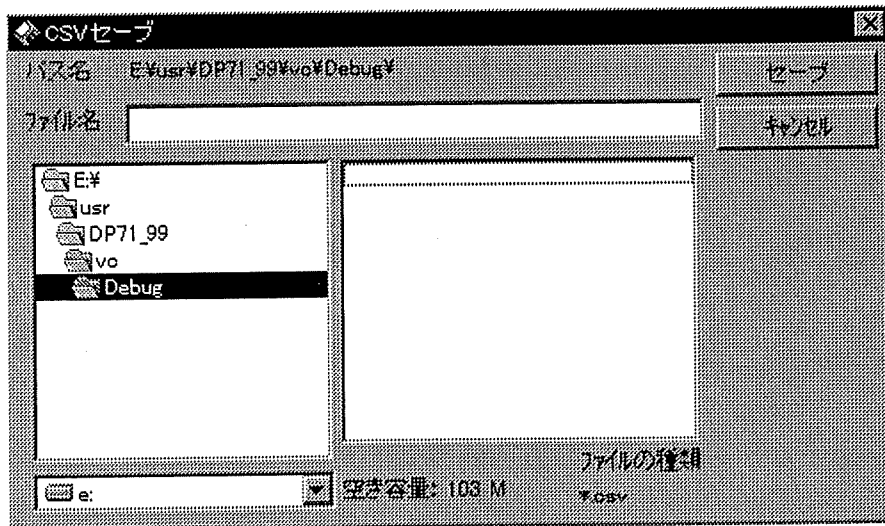 CSVセーブ
パス名 E:¥usr¥DP71_99¥vo¥Debug¥
セーブ
ファイル名
キャンセル
E:¥
usr
DP71_99
vo
Debug
ファイルの種類
e:
空き容量: 103 M
*.csv